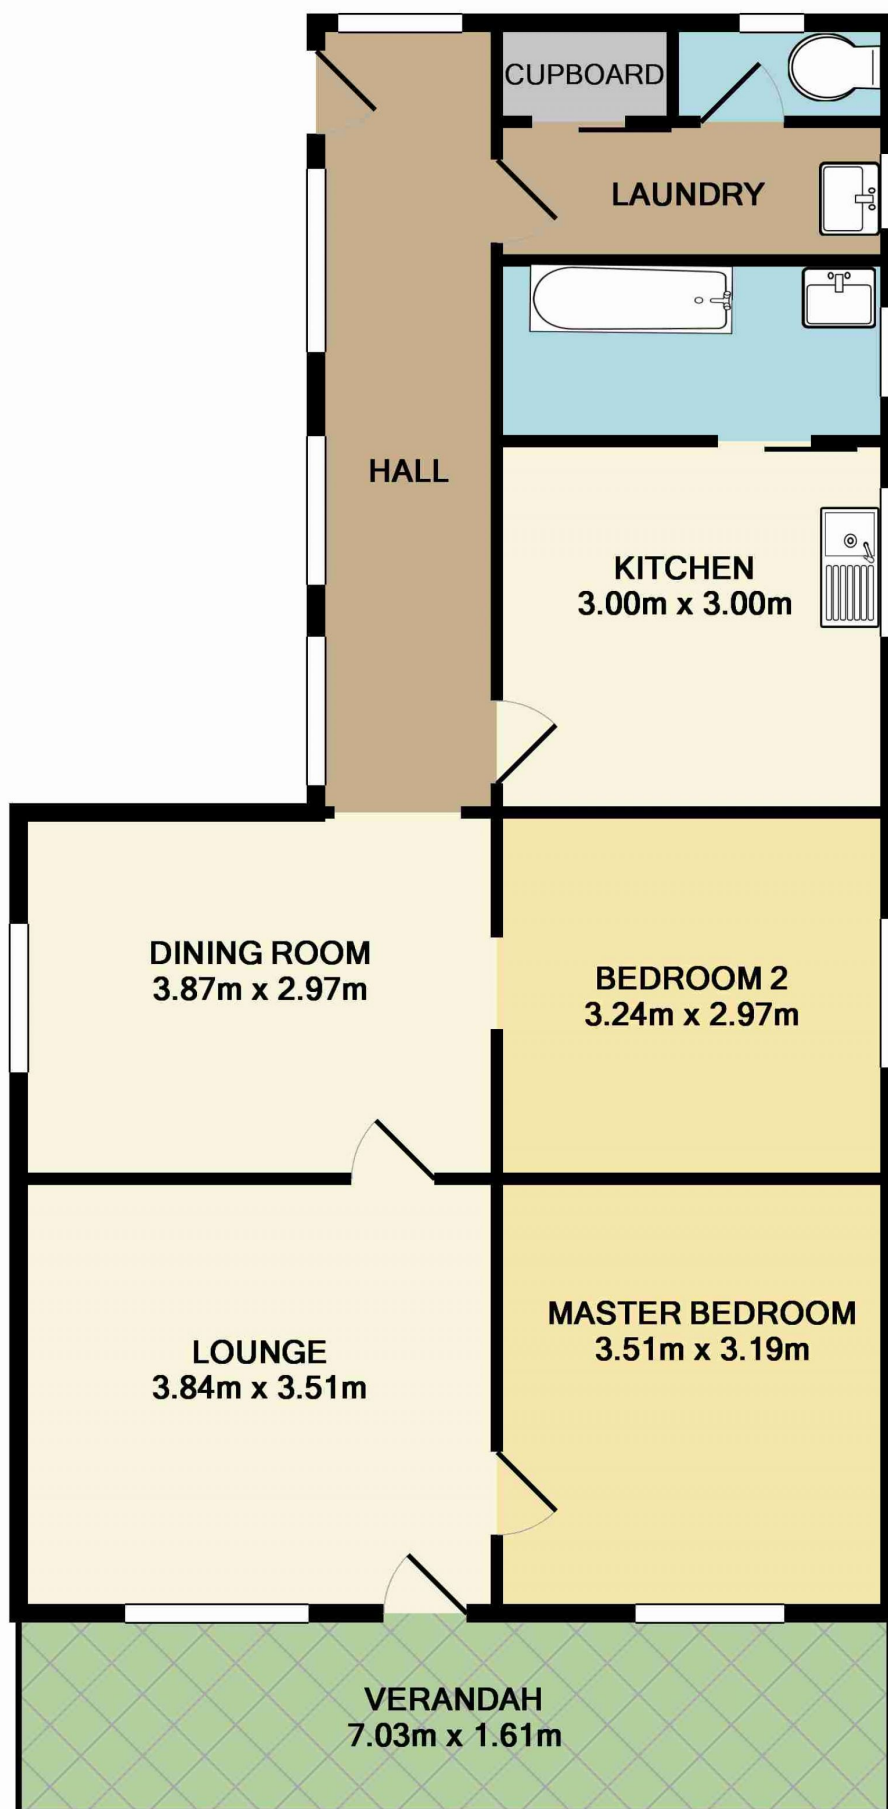 CUPBOARD
LAUNDRY
HALL
KITCHEN
3.00m x 3.00m
DINING ROOM
3.87m x 2.97m
BEDROOM 2
3.24m x 2.97m
MASTER BEDROOM
3.51m x 3.19m
LOUNGE
3.84m x 3.51m
VERANDAH
7.03m x 1.61m